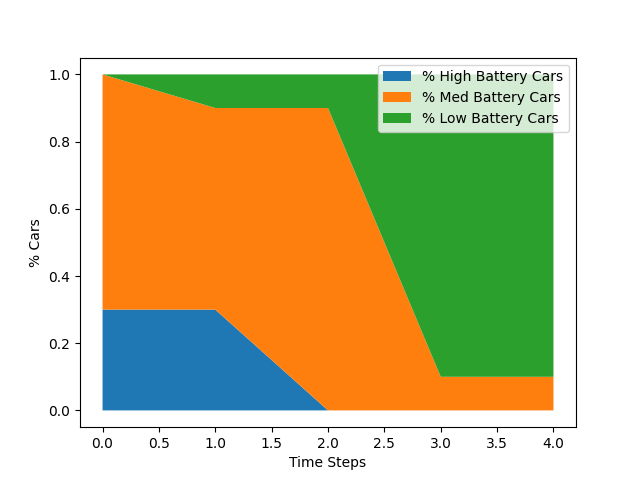 % High Battery Cars
% Med Battery Cars
% Low Battery Cars
1.0
0.8
0.6
0.4
0.2
0.0
% Cars
0.0 0.5 1.0 1.5 2.0 2.5 3.0 3.5 4.0
Time Steps